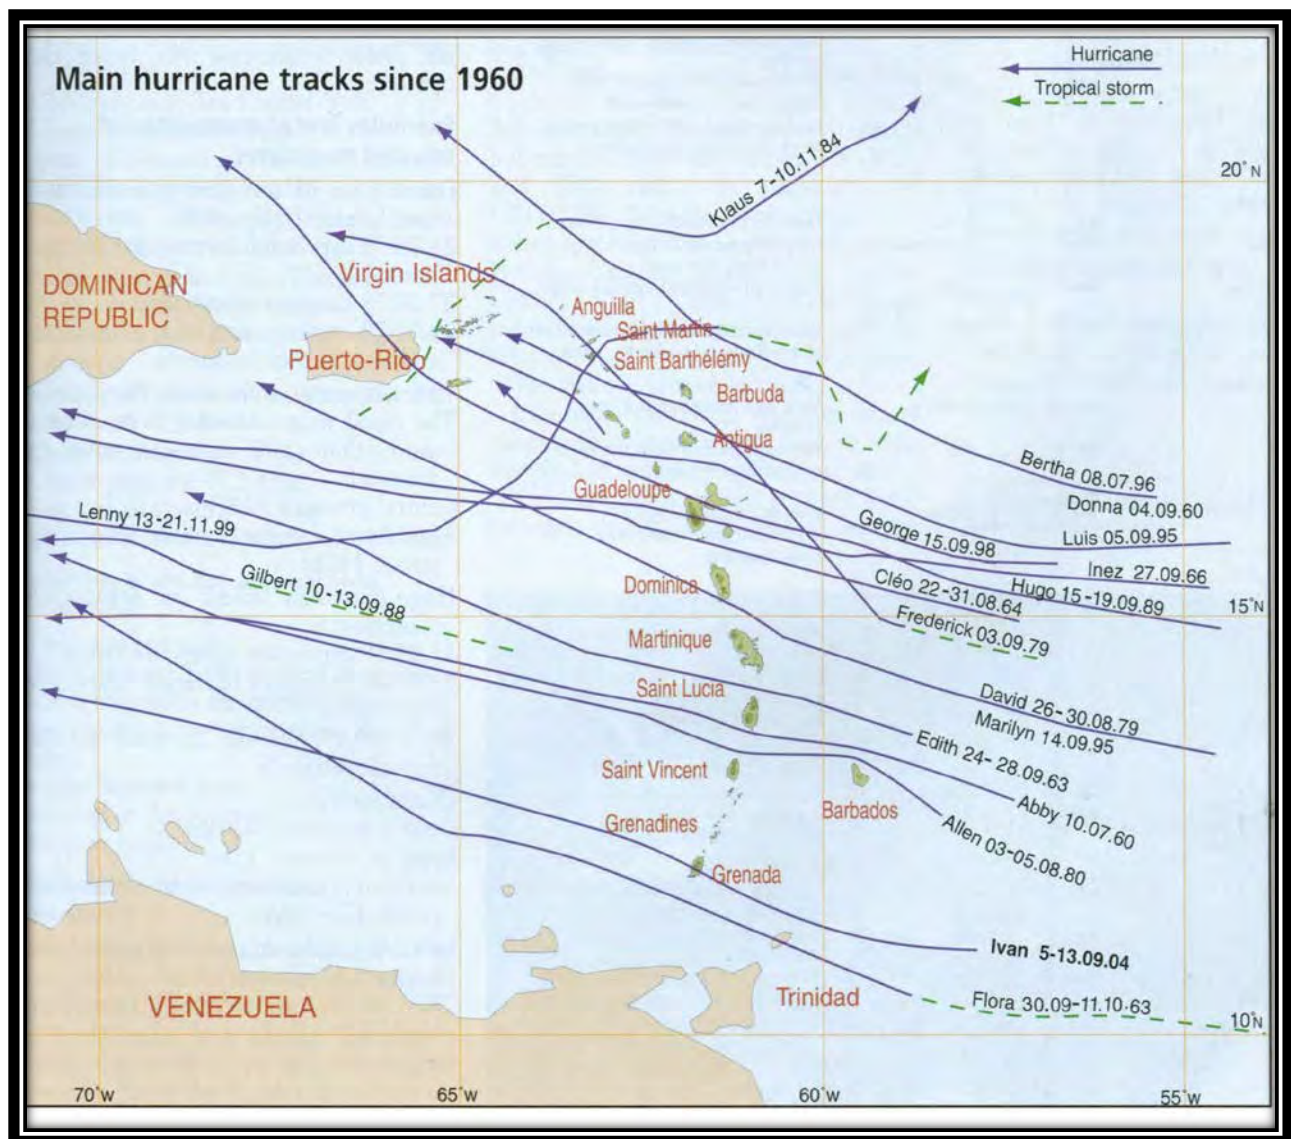 Main hurricane tracks since 1960
Hurricane
Tropical storm
Klaus 7-10.11.84
20°N
DOMINICAN
REPUBLIC
Virgin Islands
Anguilla
Saint Martin
Puerto-Rico
Saint Barthélémy
Barbuda
Antigua
Bertha 08.07.96
Donna 04.09.60
Guadeloupe
Lenny 13-21.11.99
George 15.09.98
Luis 05.09.95
Inez 27.09.66
Gilbert 10-13.09.88
Dominica
Cléo 22-31.08.64
Hugo 15-19.09.89
15°N
Frederick 03.09.79
Martinique
Saint Lucia
David 26-30.08.79
Marilyn 14.09.95
Edith 24-28.09.63
Saint Vincent
Barbados
Abby 10.07.60
Grenadines
Allen 03-05.08.80
Grenada
Ivan 5-13.09.04
VENEZUELA
Trinidad
Flora 30.09-11.10-63
10°N
70°W
65°W
60°W
55°W